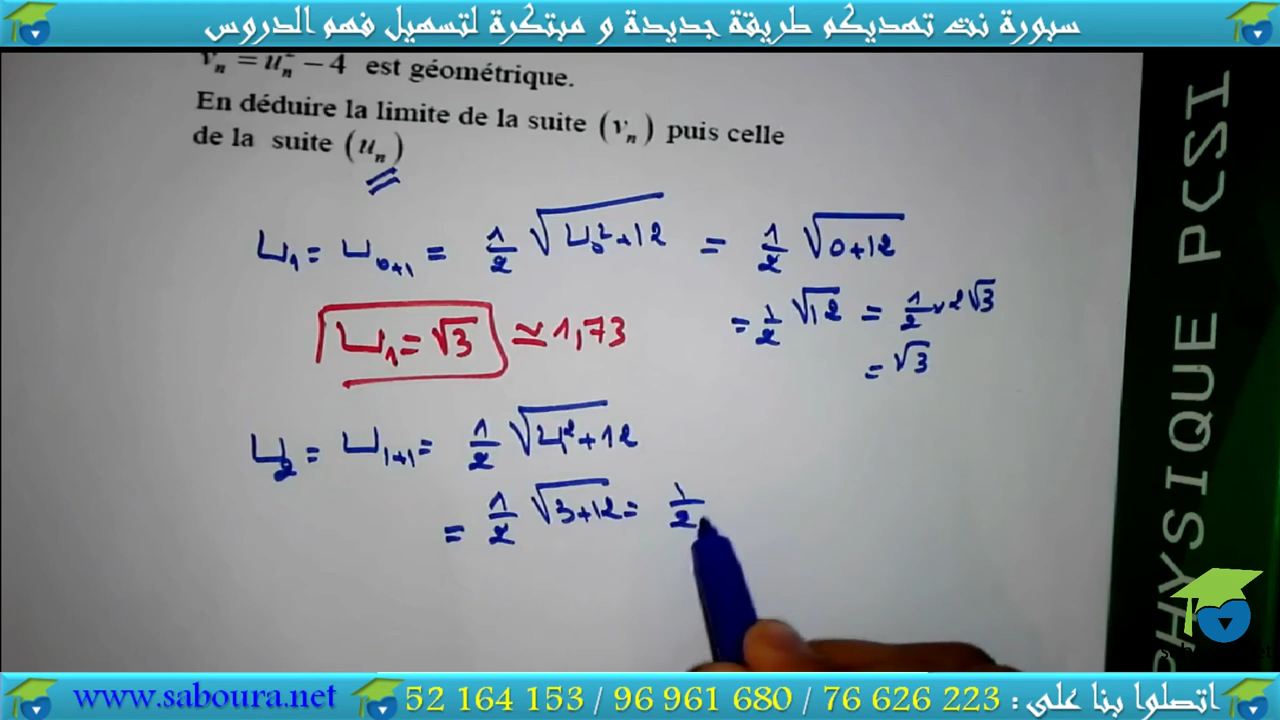 سبورة نت تهديكم طريقة جديدة و مبتكرة لتسهيل فهم الدروس
vₙ = uₙ² − 4 est géométrique.
En déduire la limite de la suite (vₙ) puis celle
de la suite (uₙ)
U₁ = U₀₊₁ = 1/2 √(U₀²+12) = 1/2 √(0+12)
= 1/2 √12 = 1/2 × 2√3
= √3
U₁ = √3 ≃ 1,73
U₂ = U₁₊₁ = 1/2 √(U₁²+12)
= 1/2 √(3+12) = 1/2
PHYSIQUE PCSI
www.saboura.net
52 164 153 / 96 961 680 / 76 626 223 : اتصلوا بنا على